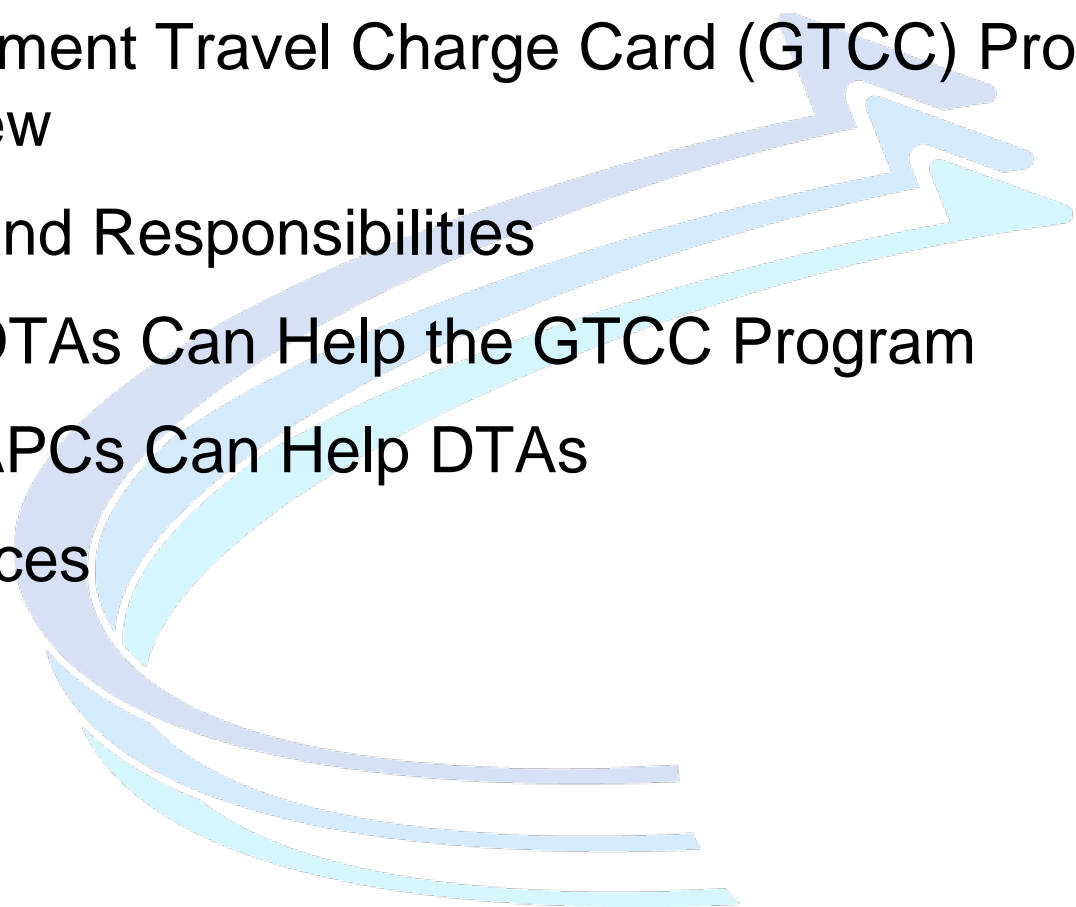 ment Travel Charge Card (GTCC) Pro
ew
nd Responsibilities
TAs Can Help the GTCC Program
PCs Can Help DTAs
ces